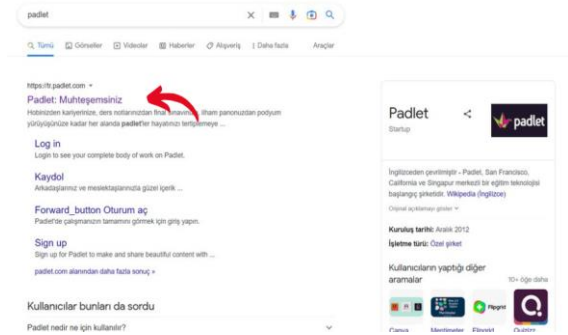 padlet
Tümü
Görseller
Videolar
Haberler
Alışveriş
Daha fazla
Araçlar
https://tr.padlet.com
Padlet: Muhteşemsiniz
Hobinizden kariyerinize, ders notlarınızdan final sınavınıza, ilham panonuzdan podyum
yürüyüşünüze kadar her alanda padlet'ler hayatınızı tertiplemeye ...
Log in
Login to see your complete body of work on Padlet.
Kaydol
Arkadaşlarınız ve meslektaşlarınızla güzel içerik ...
Forward_button Oturum aç
Padlet'de çalışmanızın tamamını görmek için giriş yapın.
Sign up
Sign up for Padlet to make and share beautiful content with ...
padlet.com alanından daha fazla sonuç »
Kullanıcılar bunları da sordu
Padlet nedir ne için kullanılır?
Padlet
Startup
padlet
İngilizceden çevrilmiştir - Padlet, San Francisco,
California ve Singapur merkezli bir eğitim teknolojisi
başlangıç şirketidir. Wikipedia (İngilizce)
Orijinal açıklamayı göster
Kuruluş tarihi: Aralık 2012
İşletme türü: Özel şirket
Kullanıcıların yaptığı diğer
aramalar
10+ öğe daha
Flipgrid
Canva
Mentimeter
Flipgrid
Quizizz